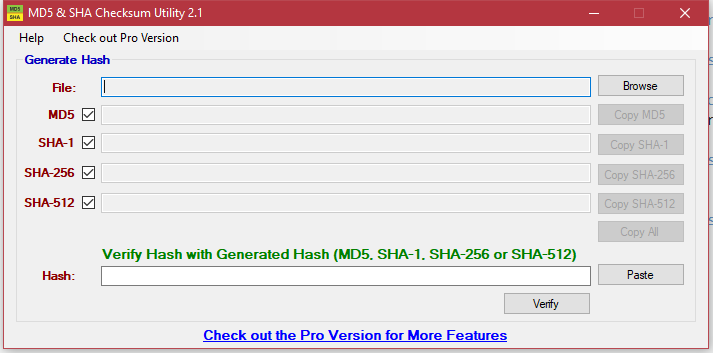 MD5
SHA
MD5 & SHA Checksum Utility 2.1
Help Check out Pro Version
Generate Hash
File: Browse
MD5 Copy MD5
SHA-1 Copy SHA-1
SHA-256 Copy SHA-256
SHA-512 Copy SHA-512
Copy All
Verify Hash with Generated Hash (MD5, SHA-1, SHA-256 or SHA-512)
Hash: Paste
Verify
Check out the Pro Version for More Features